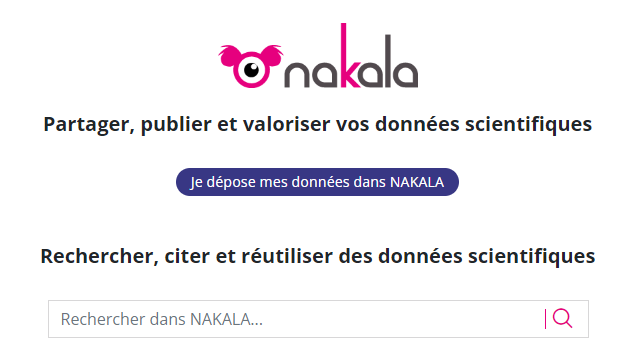 nakala
Partager, publier et valoriser vos données scientifiques
Je dépose mes données dans NAKALA
Rechercher, citer et réutiliser des données scientifiques
Rechercher dans NAKALA...